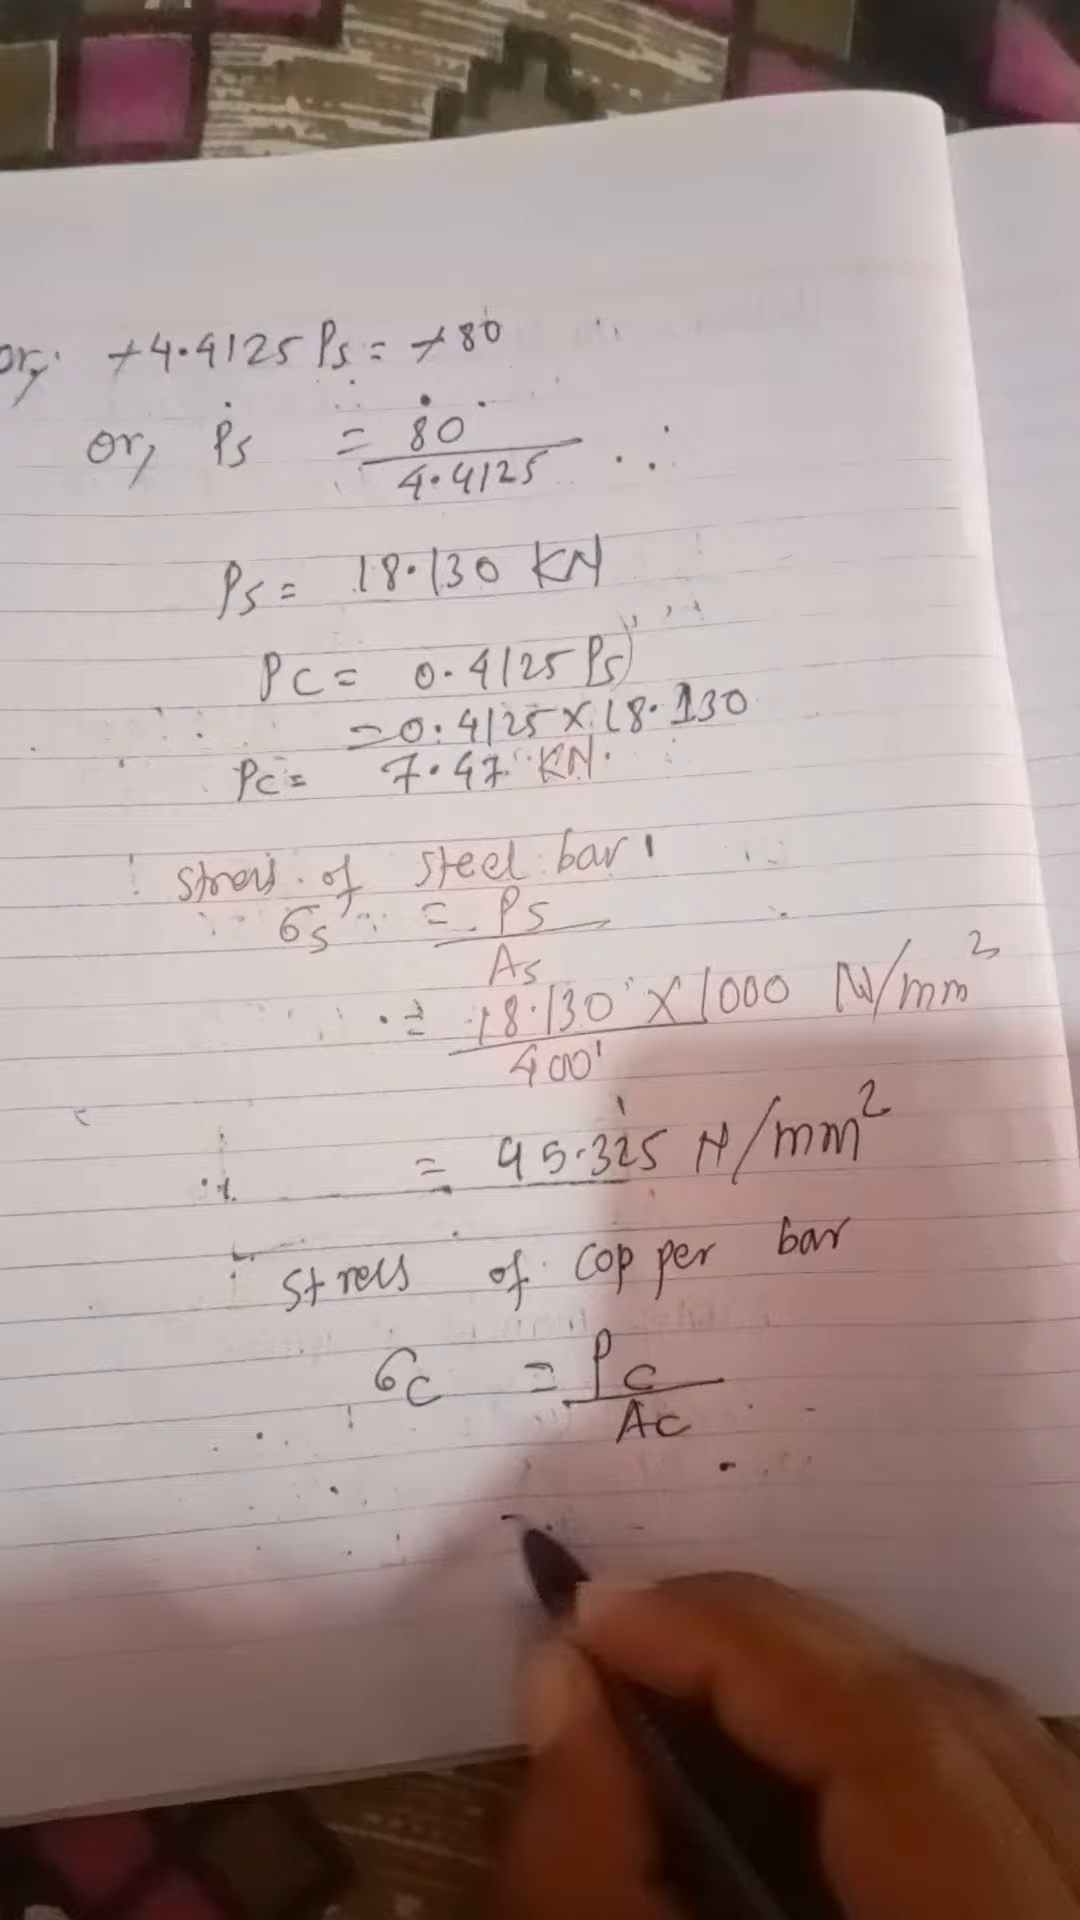 or, +4.4125 Ps = +80
or, Ps = 80
4.4125
Ps = 18.130 KN
Pc = 0.4125 Ps
= 0.4125 × 18.130
Pc = 7.47 KN.
Stress of steel bar
σs = Ps
As
= 18.130 × 1000 N/mm²
400
= 45.325 N/mm²
Stress of copper bar
σc = Pc
Ac